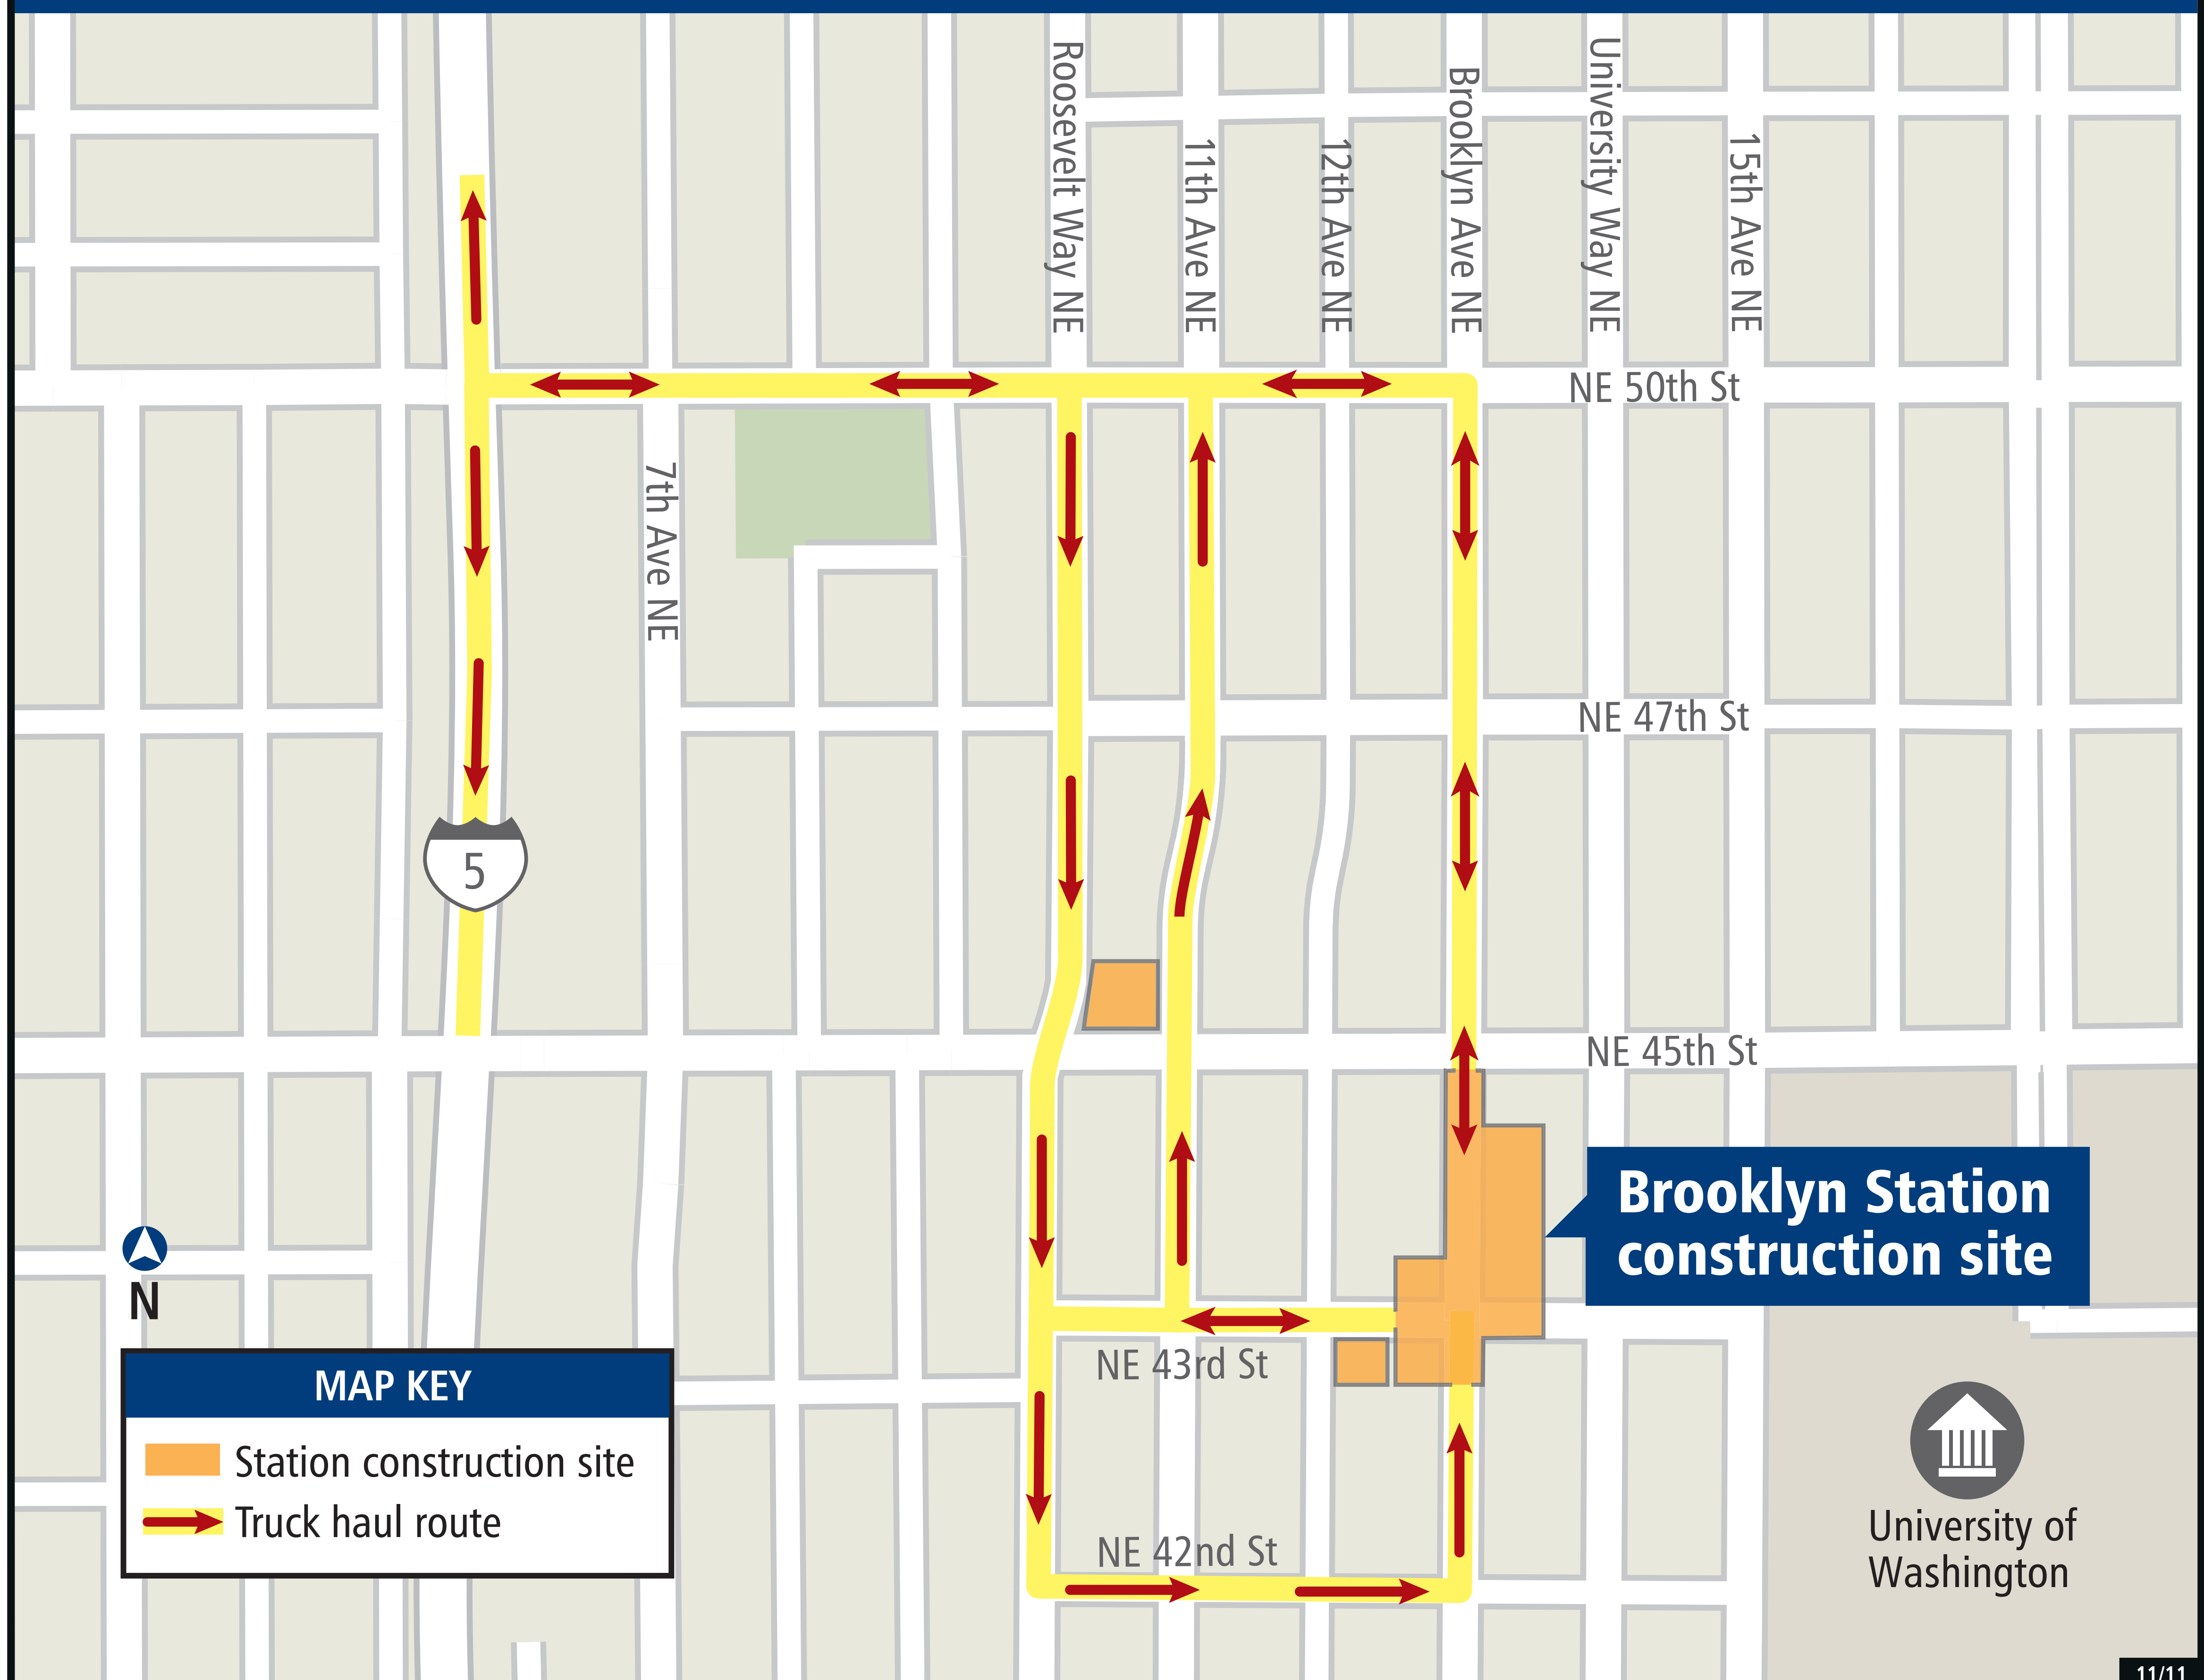 Roosevelt Way NE
11th Ave NE
12th Ave NE
Brooklyn Ave NE
University Way NE
15th Ave NE
NE 50th St
7th Ave NE
NE 47th St
5
NE 45th St
Brooklyn Station
construction site
N
NE 43rd St
MAP KEY
Station construction site
Truck haul route
NE 42nd St
University of
Washington
11/11